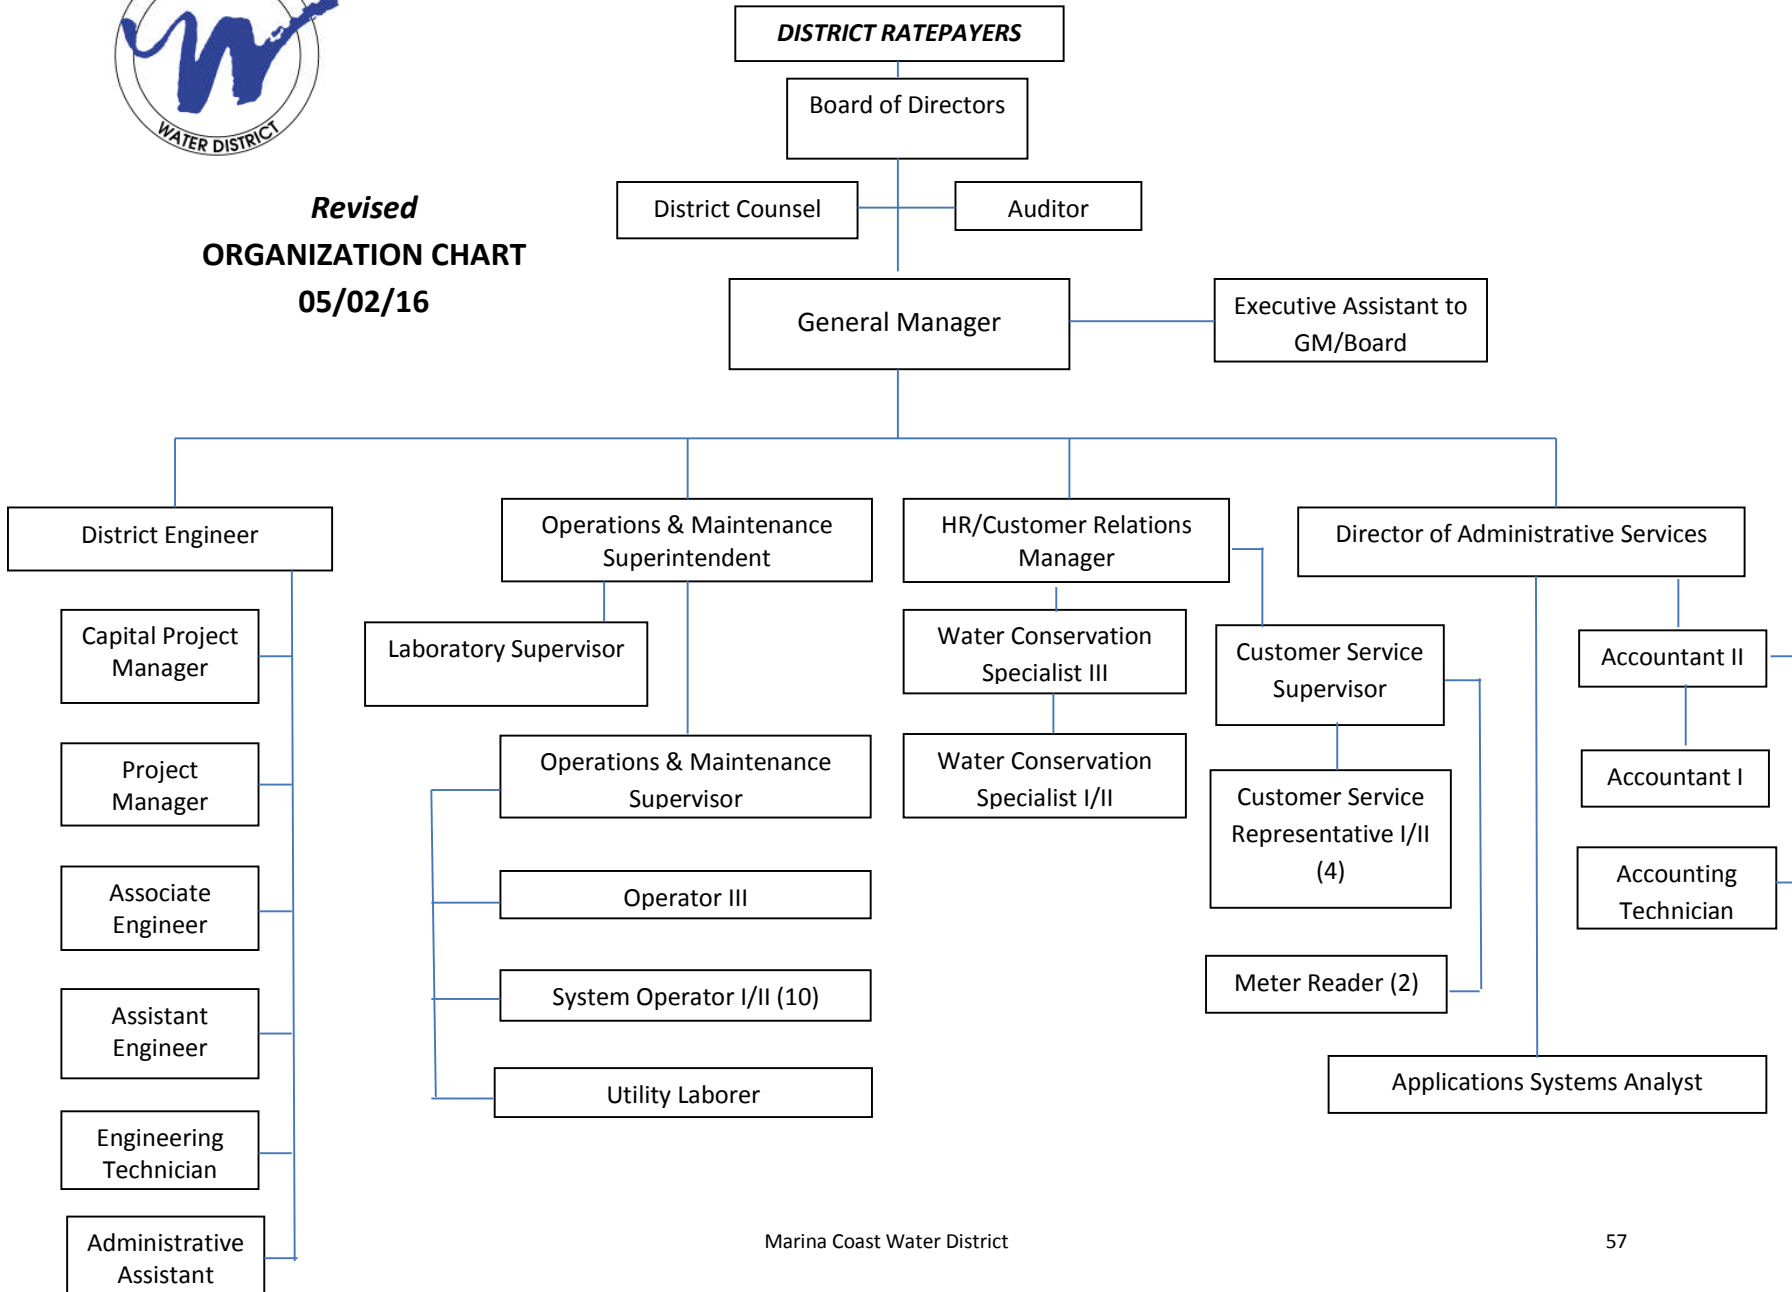 WATER DISTRICT
Revised
ORGANIZATION CHART
05/02/16
DISTRICT RATEPAYERS
Board of Directors
District Counsel
Auditor
General Manager
Executive Assistant to
GM/Board
District Engineer
Capital Project
Manager
Project
Manager
Associate
Engineer
Assistant
Engineer
Engineering
Technician
Administrative
Assistant
Operations & Maintenance
Superintendent
Laboratory Supervisor
Operations & Maintenance
Supervisor
Operator III
System Operator I/II (10)
Utility Laborer
HR/Customer Relations
Manager
Water Conservation
Specialist III
Water Conservation
Specialist I/II
Customer Service
Supervisor
Customer Service
Representative I/II
(4)
Meter Reader (2)
Director of Administrative Services
Accountant II
Accountant I
Accounting
Technician
Applications Systems Analyst
Marina Coast Water District
57